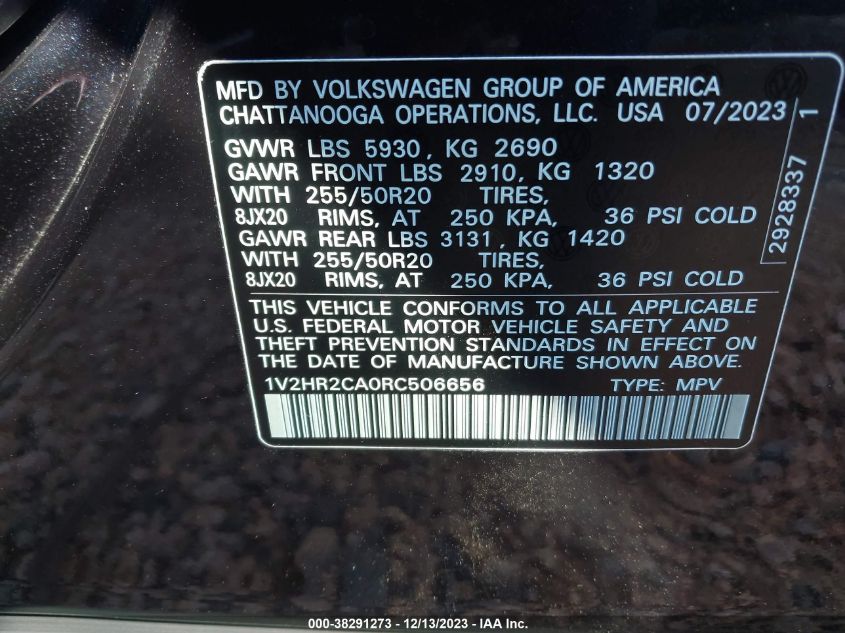 MFD BY VOLKSWAGEN GROUP OF AMERICA
CHATTANOOGA OPERATIONS, LLC. USA 07/2023
GVWR LBS 5930, KG 2690
GAWR FRONT LBS 2910, KG 1320
WITH 255/50R20 TIRES,
8JX20 RIMS, AT 250 KPA, 36 PSI COLD
GAWR REAR LBS 3131, KG 1420
WITH 255/50R20 TIRES,
8JX20 RIMS, AT 250 KPA, 36 PSI COLD
THIS VEHICLE CONFORMS TO ALL APPLICABLE
U.S. FEDERAL MOTOR VEHICLE SAFETY AND
THEFT PREVENTION STANDARDS IN EFFECT ON
THE DATE OF MANUFACTURE SHOWN ABOVE.
1V2HR2CA0RC506656 TYPE: MPV
2928337 1
000-38291273 - 12/13/2023 - IAA Inc.